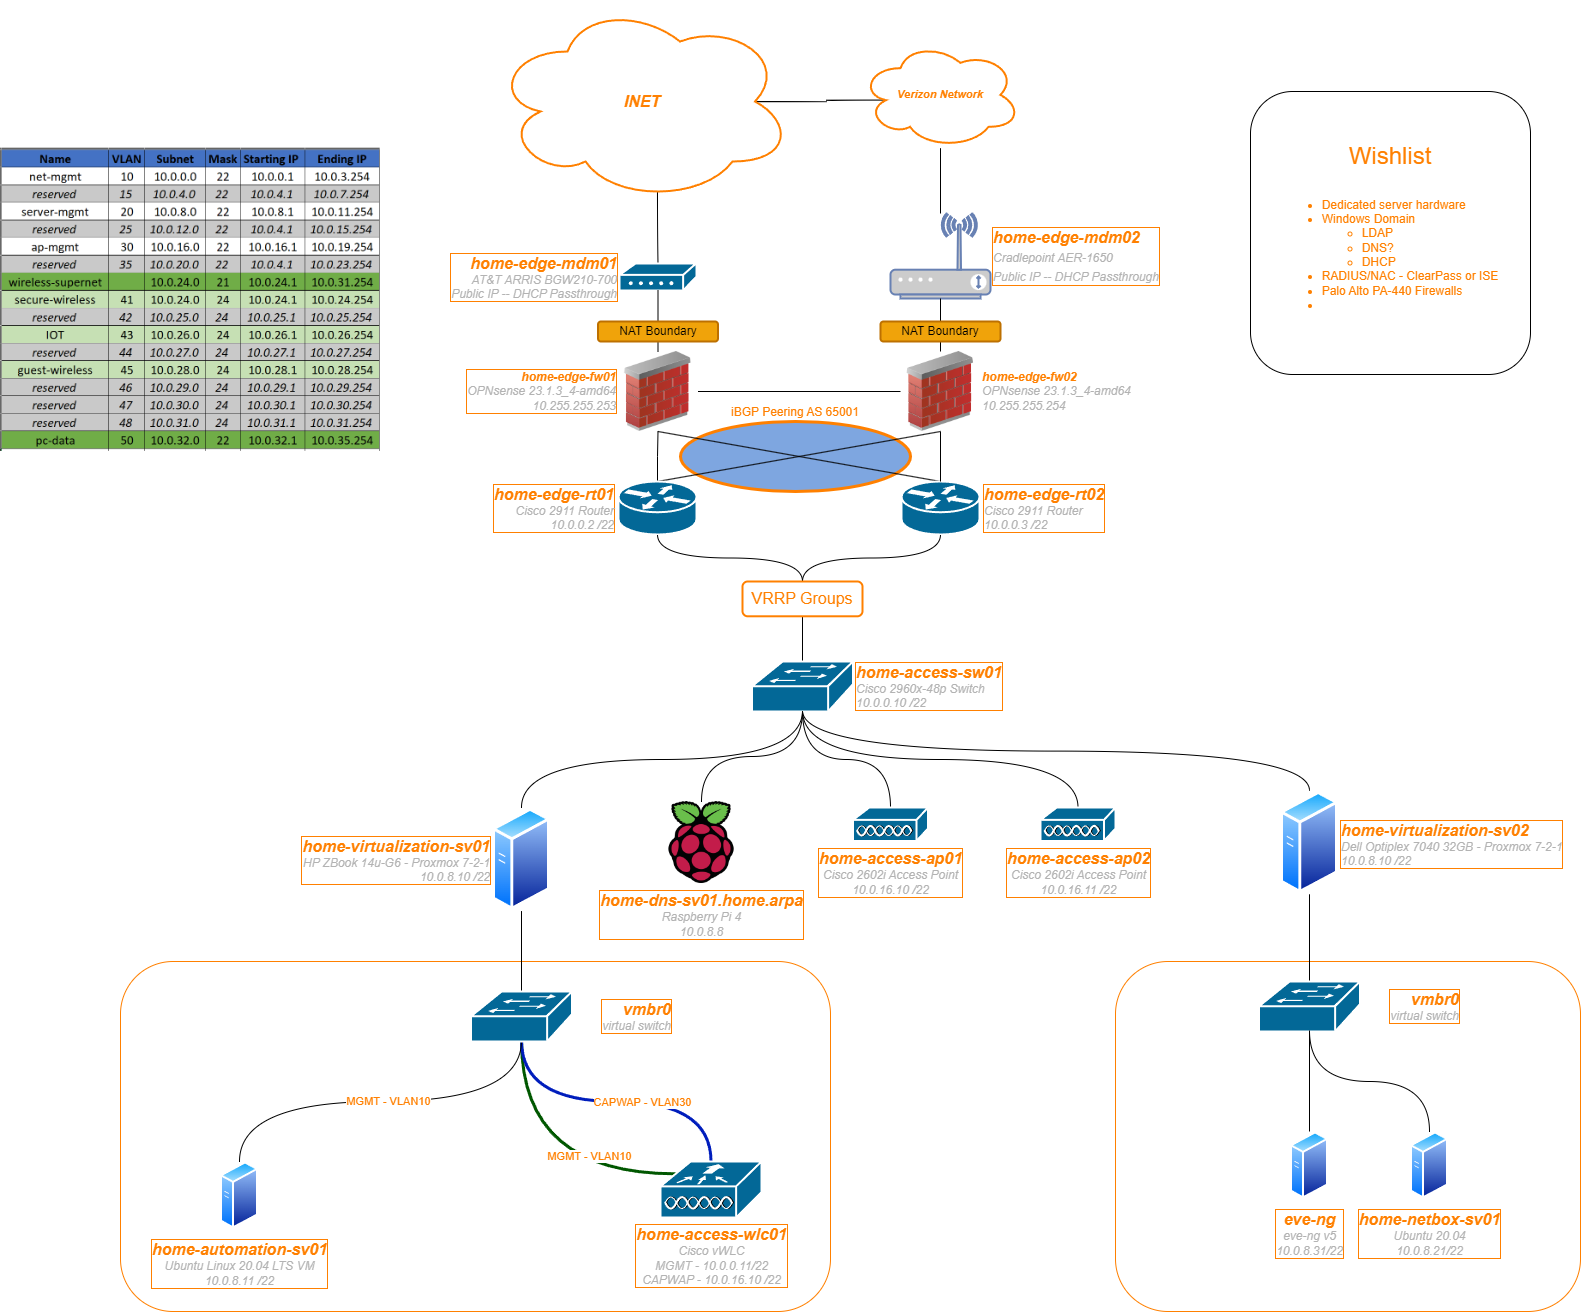 INET
Verizon Network
Name VLAN Subnet Mask Starting IP Ending IP
net-mgmt 10 10.0.0.0 22 10.0.0.1 10.0.3.254
reserved 15 10.0.4.0 22 10.0.4.1 10.0.7.254
server-mgmt 20 10.0.8.0 22 10.0.8.1 10.0.11.254
reserved 25 10.0.12.0 22 10.0.4.1 10.0.15.254
ap-mgmt 30 10.0.16.0 22 10.0.16.1 10.0.19.254
reserved 35 10.0.20.0 22 10.0.4.1 10.0.23.254
wireless-supernet 10.0.24.0 21 10.0.24.1 10.0.31.254
secure-wireless 41 10.0.24.0 24 10.0.24.1 10.0.24.254
reserved 42 10.0.25.0 24 10.0.25.1 10.0.25.254
IOT 43 10.0.26.0 24 10.0.26.1 10.0.26.254
reserved 44 10.0.27.0 24 10.0.27.1 10.0.27.254
guest-wireless 45 10.0.28.0 24 10.0.28.1 10.0.28.254
reserved 46 10.0.29.0 24 10.0.29.1 10.0.29.254
reserved 47 10.0.30.0 24 10.0.30.1 10.0.30.254
reserved 48 10.0.31.0 24 10.0.31.1 10.0.31.254
pc-data 50 10.0.32.0 22 10.0.32.1 10.0.35.254
Wishlist
Dedicated server hardware
Windows Domain
LDAP
DNS?
DHCP
RADIUS/NAC - ClearPass or ISE
Palo Alto PA-440 Firewalls
home-edge-mdm01
AT&T ARRIS BGW210-700
Public IP -- DHCP Passthrough
home-edge-mdm02
Cradlepoint AER-1650
Public IP -- DHCP Passthrough
NAT Boundary
NAT Boundary
home-edge-fw01
OPNsense 23.1.3_4-amd64
10.255.255.253
home-edge-fw02
OPNsense 23.1.3_4-amd64
10.255.255.254
iBGP Peering AS 65001
home-edge-rt01
Cisco 2911 Router
10.0.0.2 /22
home-edge-rt02
Cisco 2911 Router
10.0.0.3 /22
VRRP Groups
home-access-sw01
Cisco 2960x-48p Switch
10.0.0.10 /22
home-virtualization-sv01
HP ZBook 14u-G6 - Proxmox 7-2-1
10.0.8.10 /22
home-dns-sv01.home.arpa
Raspberry Pi 4
10.0.8.8
home-access-ap01
Cisco 2602i Access Point
10.0.16.10 /22
home-access-ap02
Cisco 2602i Access Point
10.0.16.11 /22
home-virtualization-sv02
Dell Optiplex 7040 32GB - Proxmox 7-2-1
10.0.8.10 /22
vmbr0
virtual switch
MGMT - VLAN10
CAPWAP - VLAN30
MGMT - VLAN10
home-automation-sv01
Ubuntu Linux 20.04 LTS VM
10.0.8.11 /22
home-access-wlc01
Cisco vWLC
MGMT - 10.0.0.11/22
CAPWAP - 10.0.16.10 /22
vmbr0
virtual switch
eve-ng
eve-ng v5
10.0.8.31/22
home-netbox-sv01
Ubuntu 20.04
10.0.8.21/22